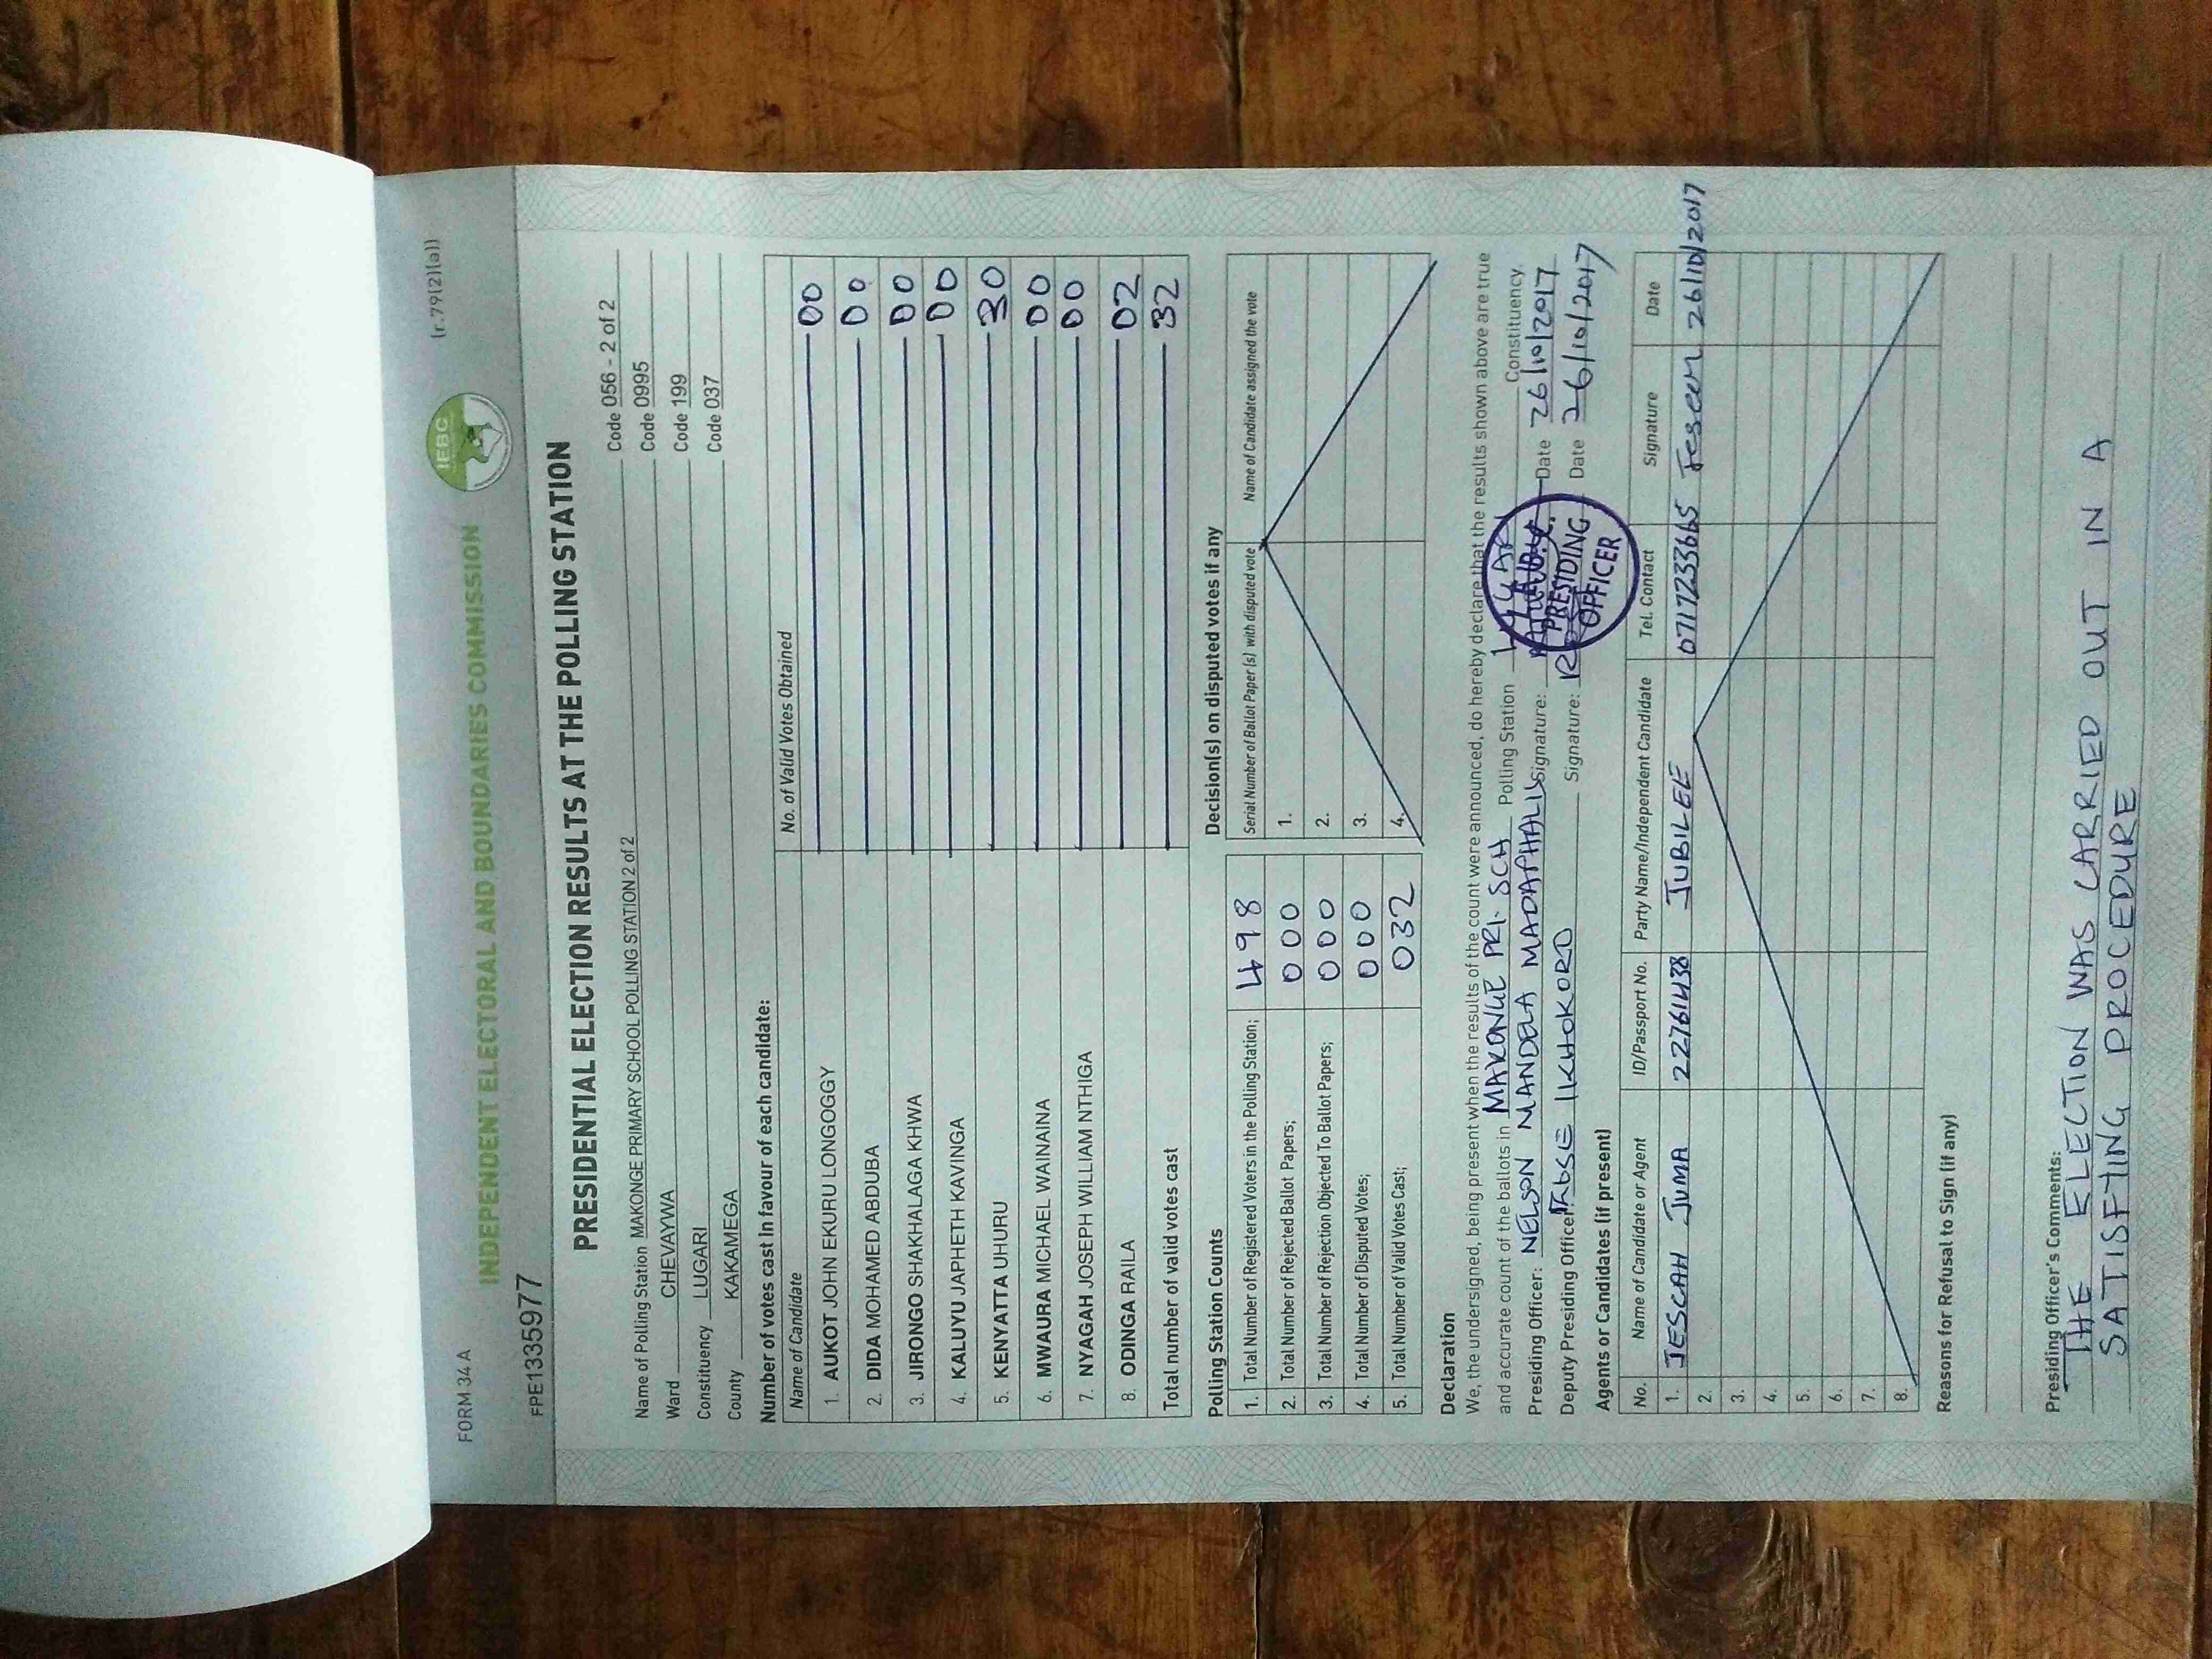 FORM 34 A
(r.79(2)(a))
IEBC
INDEPENDENT ELECTORAL AND BOUNDARIES COMMISSION
FPE1335977
PRESIDENTIAL ELECTION RESULTS AT THE POLLING STATION
Name of Polling Station MAKONGE PRIMARY SCHOOL POLLING STATION 2 of 2 Code 056 - 2 of 2
Ward CHEVAYWA Code 0995
Constituency LUGARI Code 199
County KAKAMEGA Code 037
Number of votes cast in favour of each candidate:
Name of Candidate No. of Valid Votes Obtained
1. AUKOT JOHN EKURU LONGOGGY 00
2. DIDA MOHAMED ABDUBA 00
3. JIRONGO SHAKHALAGA KHWA 00
4. KALUYU JAPHETH KAVINGA 00
5. KENYATTA UHURU 30
6. MWAURA MICHAEL WAINAINA 00
7. NYAGAH JOSEPH WILLIAM NTHIGA 00
8. ODINGA RAILA 02
Total number of valid votes cast 32
Polling Station Counts
1. Total Number of Registered Voters in the Polling Station; 498
2. Total Number of Rejected Ballot Papers; 000
3. Total Number of Rejection Objected To Ballot Papers; 000
4. Total Number of Disputed Votes; 000
5. Total Number of Valid Votes Cast; 032
Decision(s) on disputed votes if any
Serial Number of Ballot Paper (s) with disputed vote Name of Candidate assigned the vote
1.
2.
3.
4.
Declaration
We, the undersigned, being present when the results of the count were announced, do hereby declare that the results shown above are true
and accurate count of the ballots in MAKONGE PRI. SCH Polling Station LUGARI Constituency.
Presiding Officer: NELSON MANDELA Signature: Date 26/10/2017
Deputy Presiding Officer: Signature: Date 26/10/2017
PRESIDING
OFFICER
Agents or Candidates (if present)
No. Name of Candidate or Agent ID/Passport No. Party Name/Independent Candidate Tel. Contact Signature Date
1. JESCAH JUMA 22761438 JUBILEE 0717233665 26/10/2017
2.
3.
4.
5.
6.
7.
8.
Reasons for Refusal to Sign (if any)
Presiding Officer's Comments:
THE ELECTION WAS CARRIED OUT IN A
SATISFYING PROCEDURE